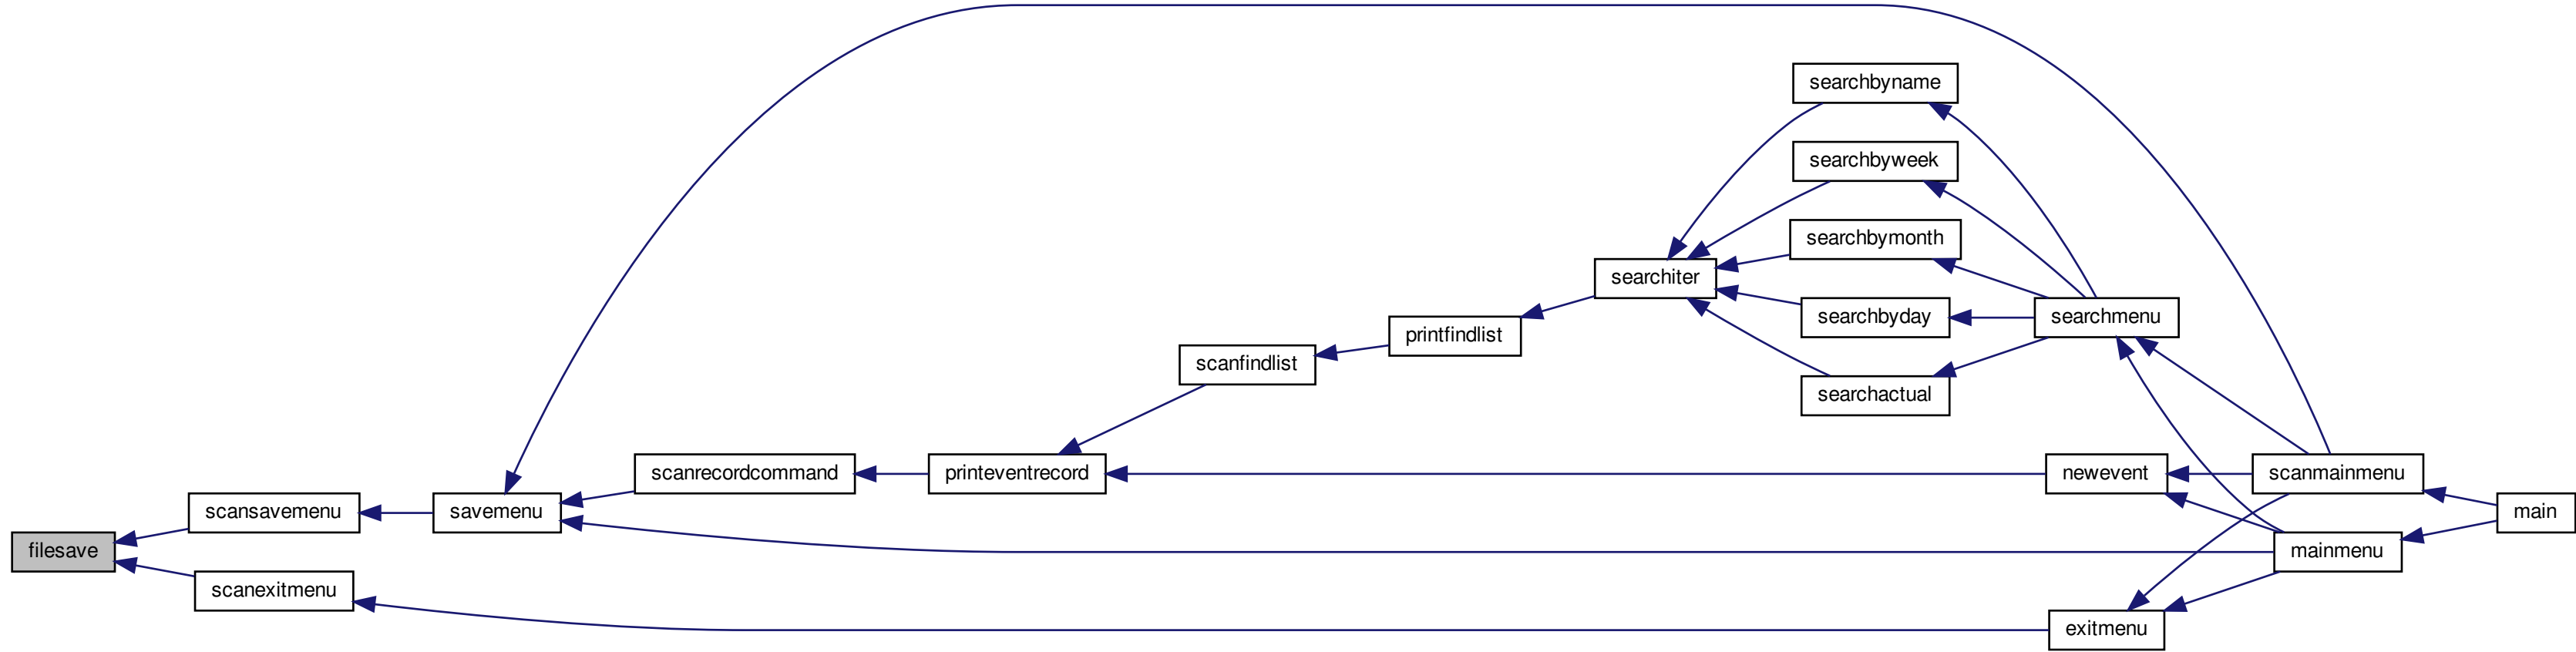 searchbyname
searchbyweek
searchbymonth
searchiter
searchbyday
searchmenu
printfindlist
scanfindlist
searchactual
scanrecordcommand
printeventrecord
newevent
scanmainmenu
scansavemenu
savemenu
main
filesave
mainmenu
scanexitmenu
exitmenu